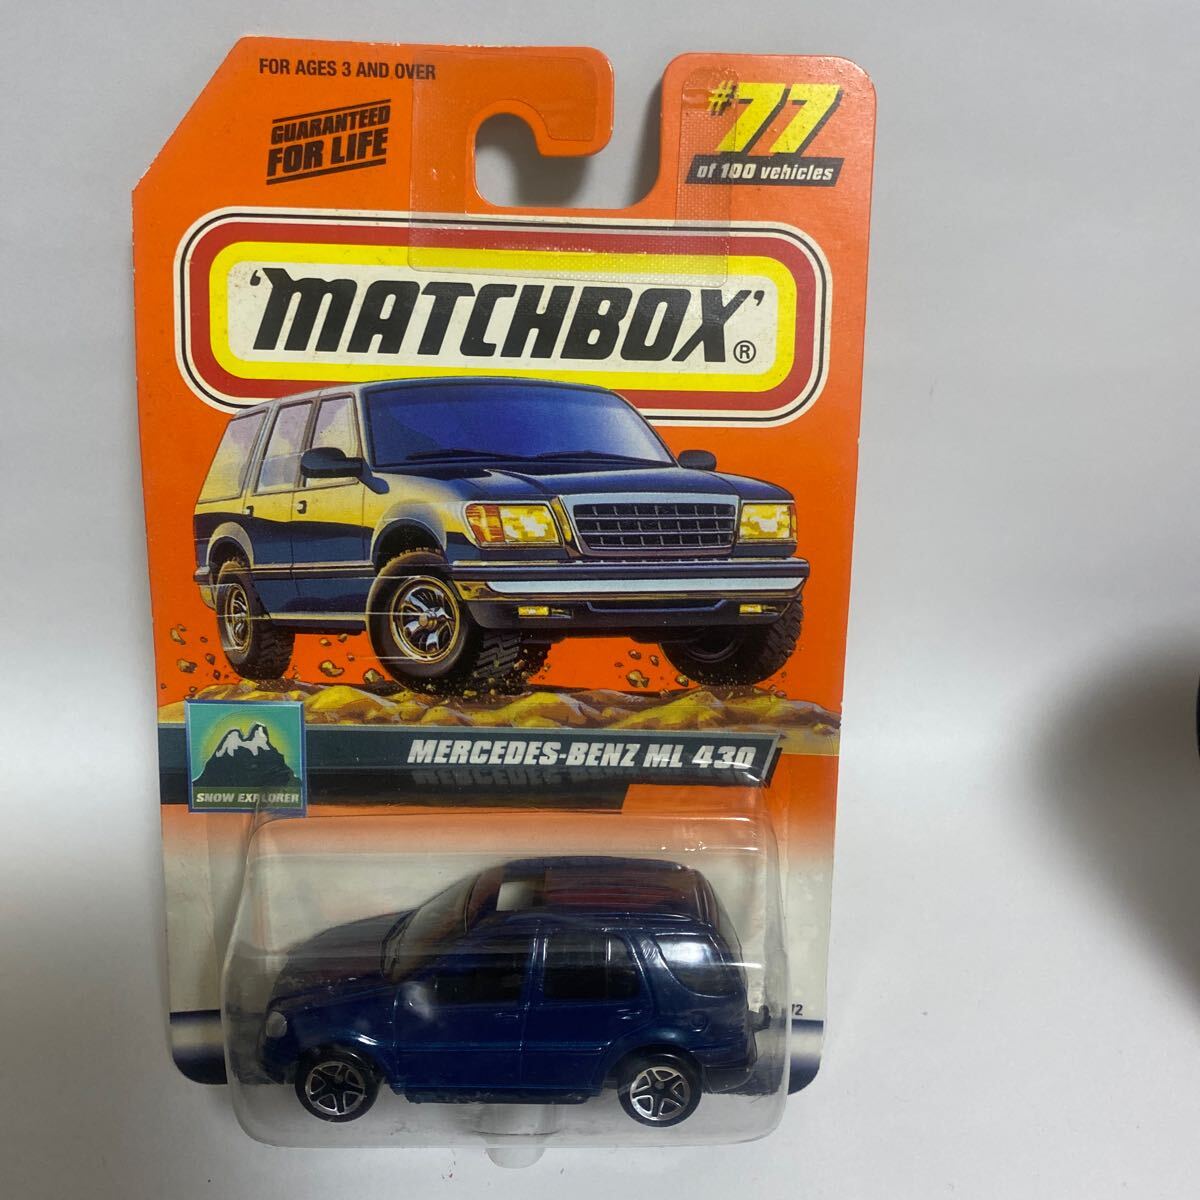 FOR AGES 3 AND OVER
GUARANTEED
FOR LIFE
#77
of 100 vehicles
'MATCHBOX'®
MERCEDES-BENZ ML 430
SNOW EXPLORER